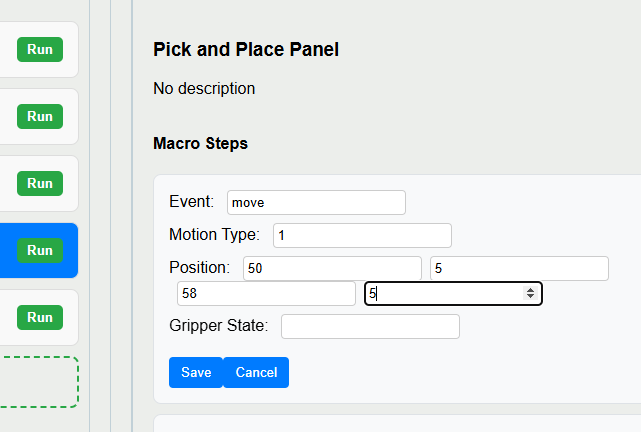 Run
Run
Run
Run
Run
Pick and Place Panel
No description
Macro Steps
Event: move
Motion Type: 1
Position: 50 5
58 5
Gripper State:
Save Cancel